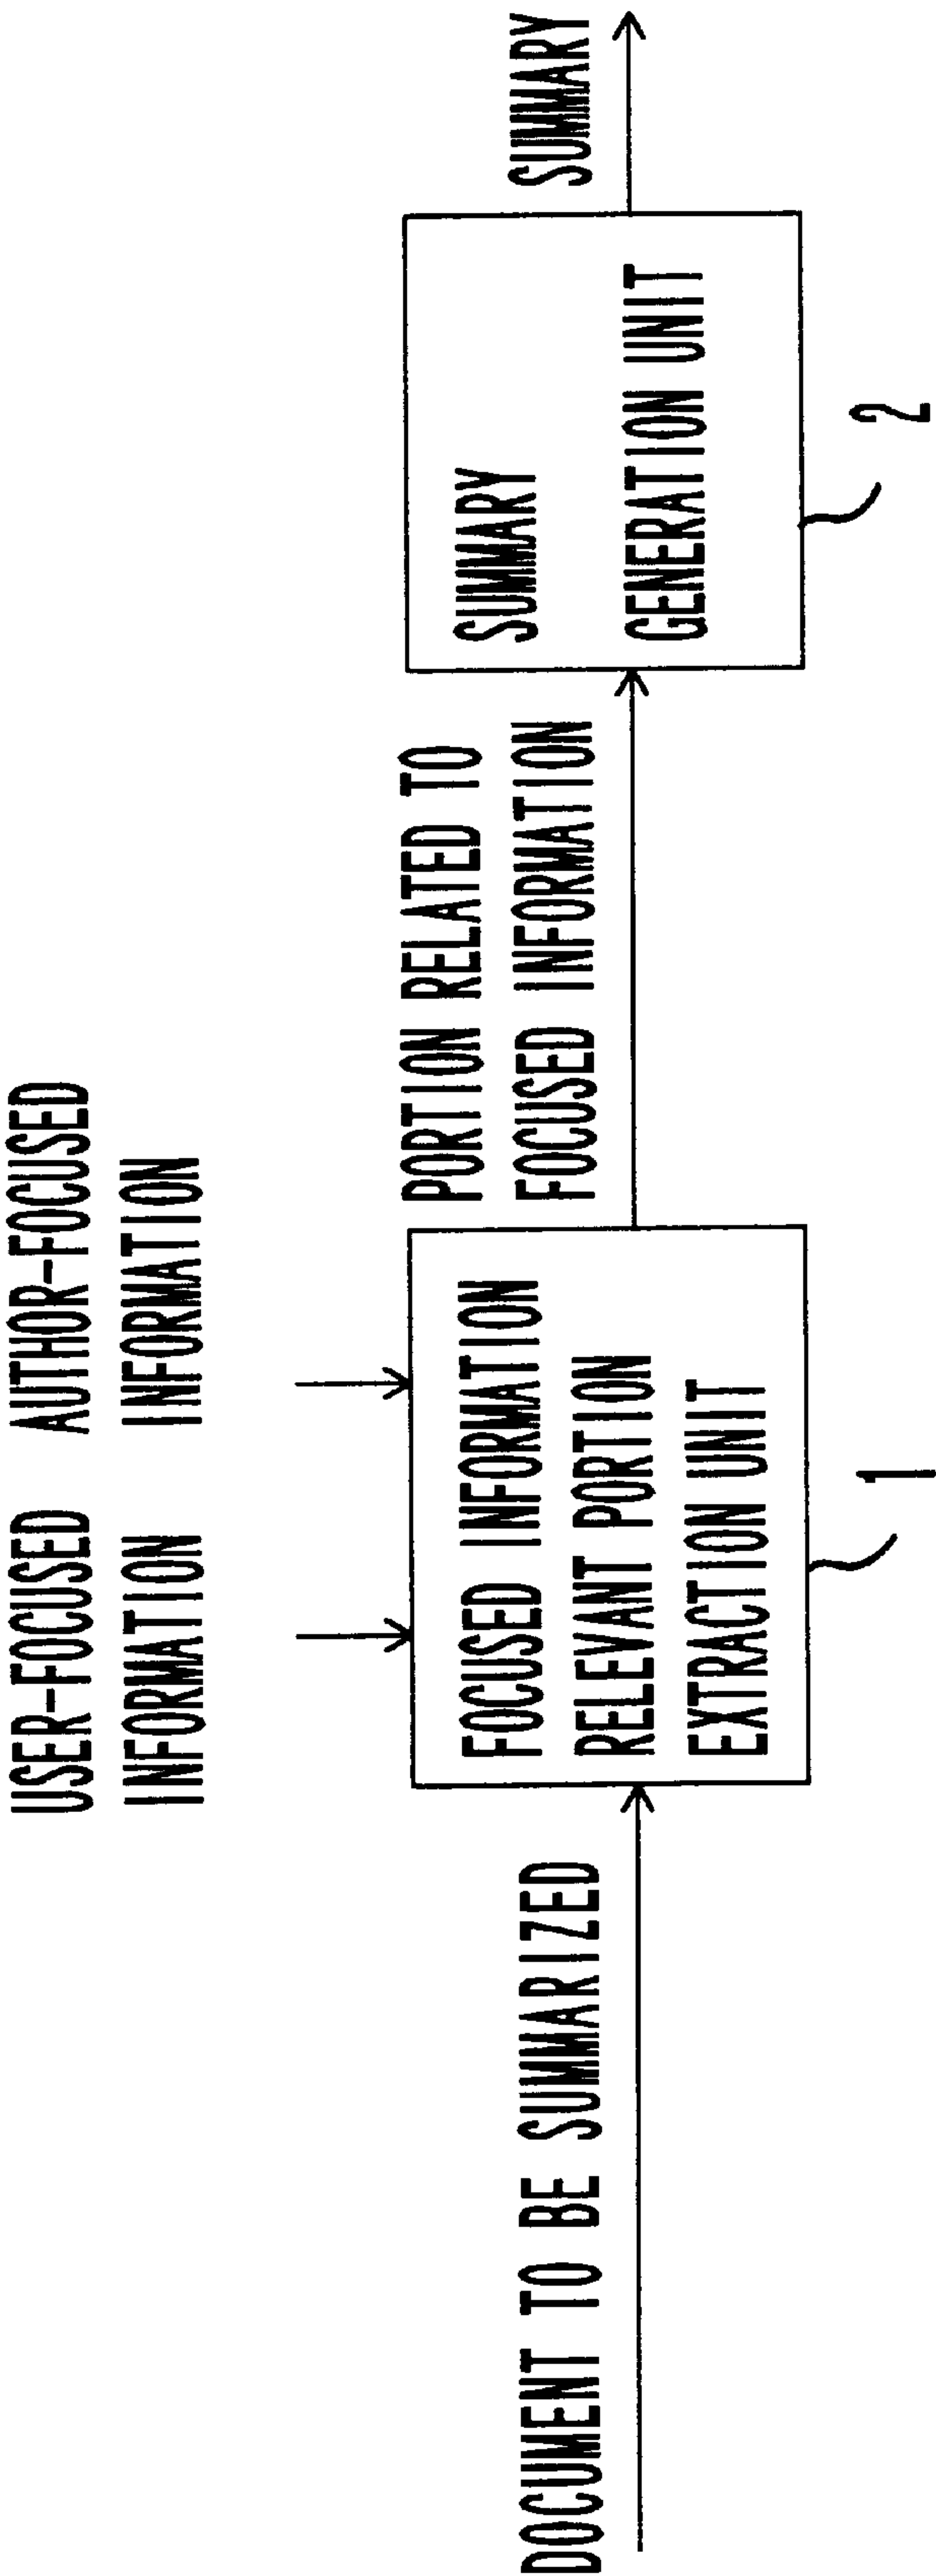 USER-FOCUSED
INFORMATION
AUTHOR-FOCUSED
INFORMATION
DOCUMENT TO BE SUMMARIZED
FOCUSED INFORMATION
RELEVANT PORTION
EXTRACTION UNIT
1
PORTION RELATED TO
FOCUSED INFORMATION
SUMMARY
GENERATION UNIT
2
SUMMARY